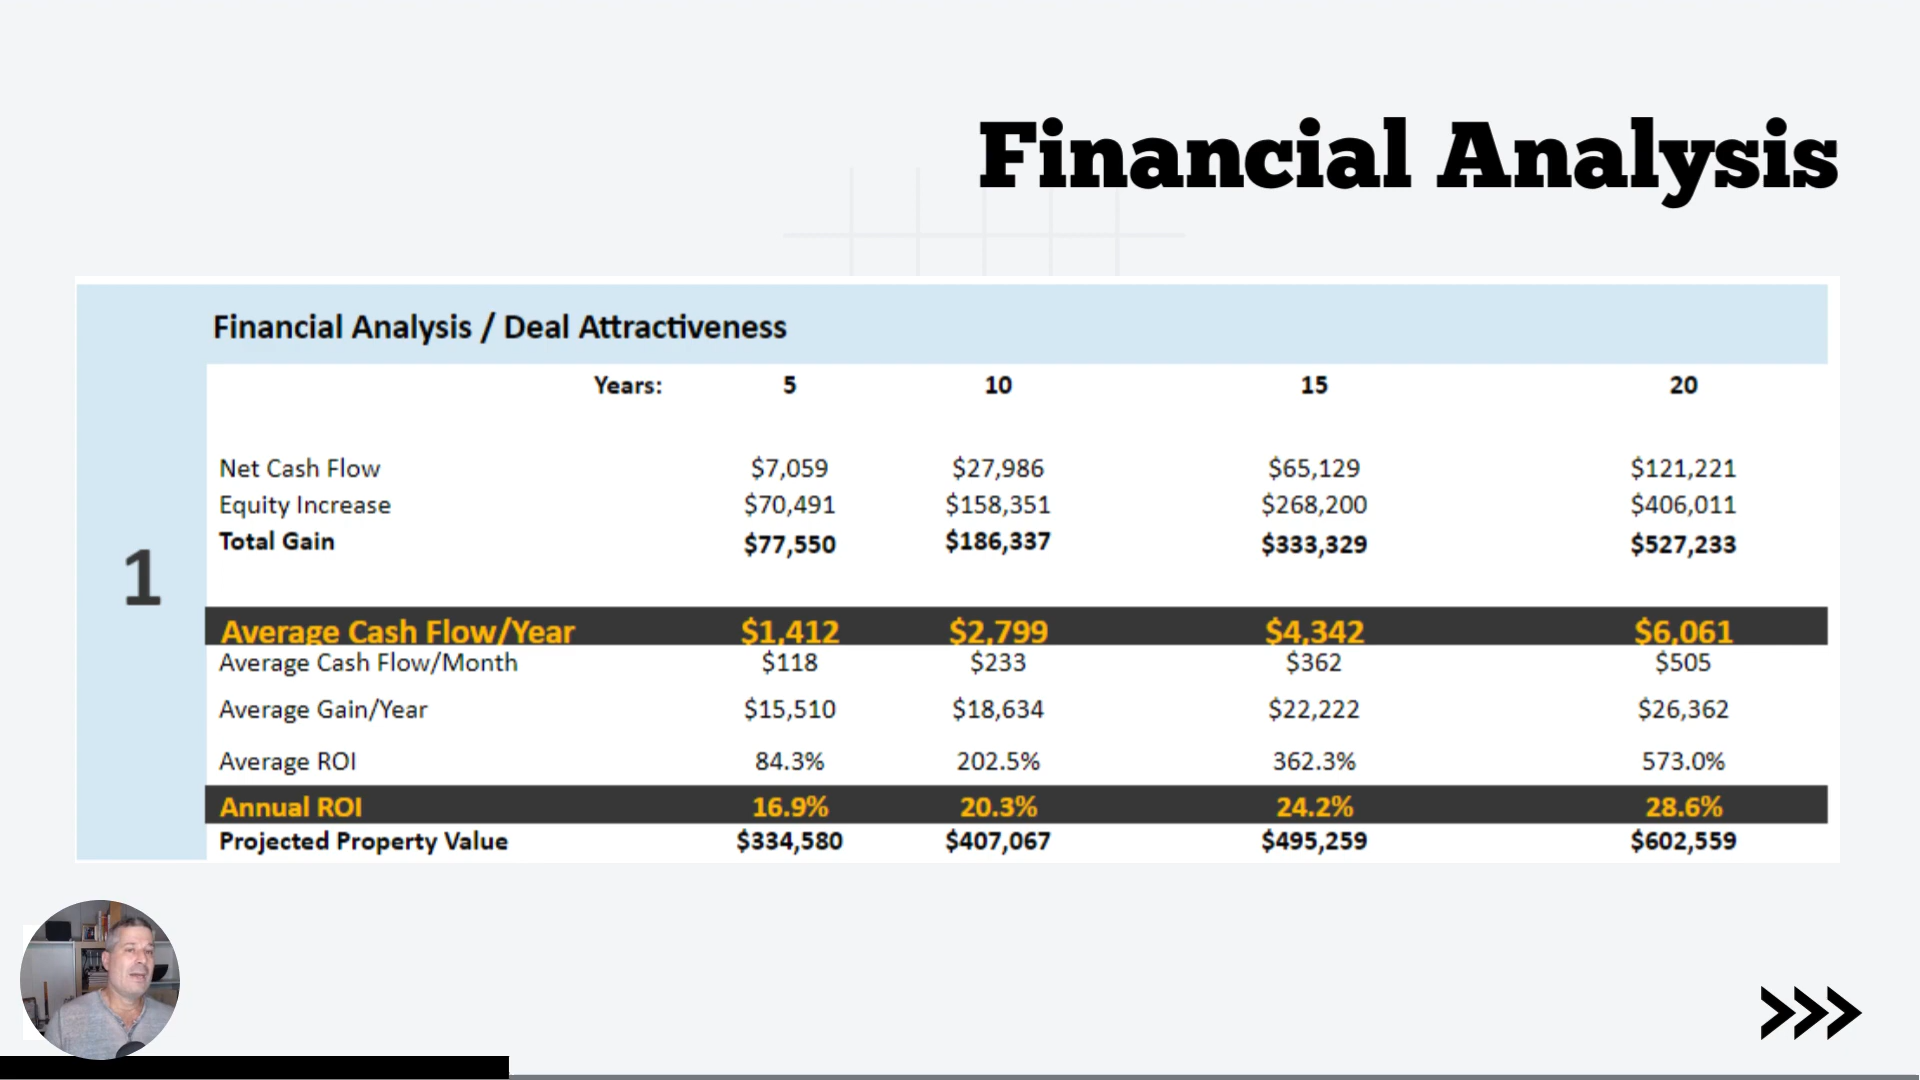 Financial Analysis
Financial Analysis / Deal Attractiveness
Years: 5 10 15 20
Net Cash Flow $7,059 $27,986 $65,129 $121,221
Equity Increase $70,491 $158,351 $268,200 $406,011
Total Gain $77,550 $186,337 $333,329 $527,233
1
Average Cash Flow/Year $1,412 $2,799 $4,342 $6,061
Average Cash Flow/Month $118 $233 $362 $505
Average Gain/Year $15,510 $18,634 $22,222 $26,362
Average ROI 84.3% 202.5% 362.3% 573.0%
Annual ROI 16.9% 20.3% 24.2% 28.6%
Projected Property Value $334,580 $407,067 $495,259 $602,559